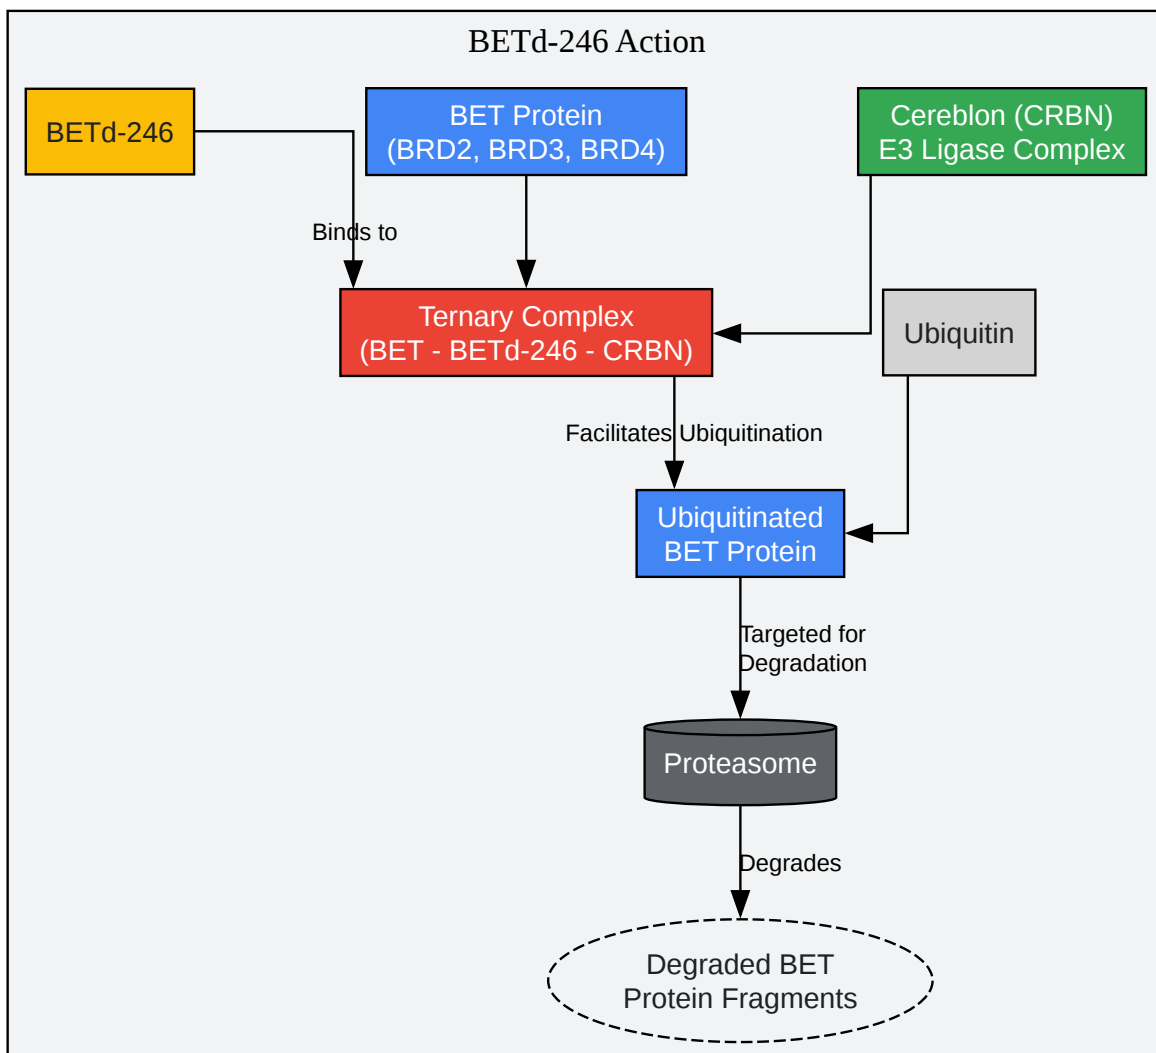 BETd-246 Action
BETd-246
BET Protein
(BRD2, BRD3, BRD4)
Cereblon (CRBN)
E3 Ligase Complex
Binds to
Ternary Complex
(BET - BETd-246 - CRBN)
Ubiquitin
Facilitates Ubiquitination
Ubiquitinated
BET Protein
Targeted for
Degradation
Proteasome
Degrades
Degraded BET
Protein Fragments